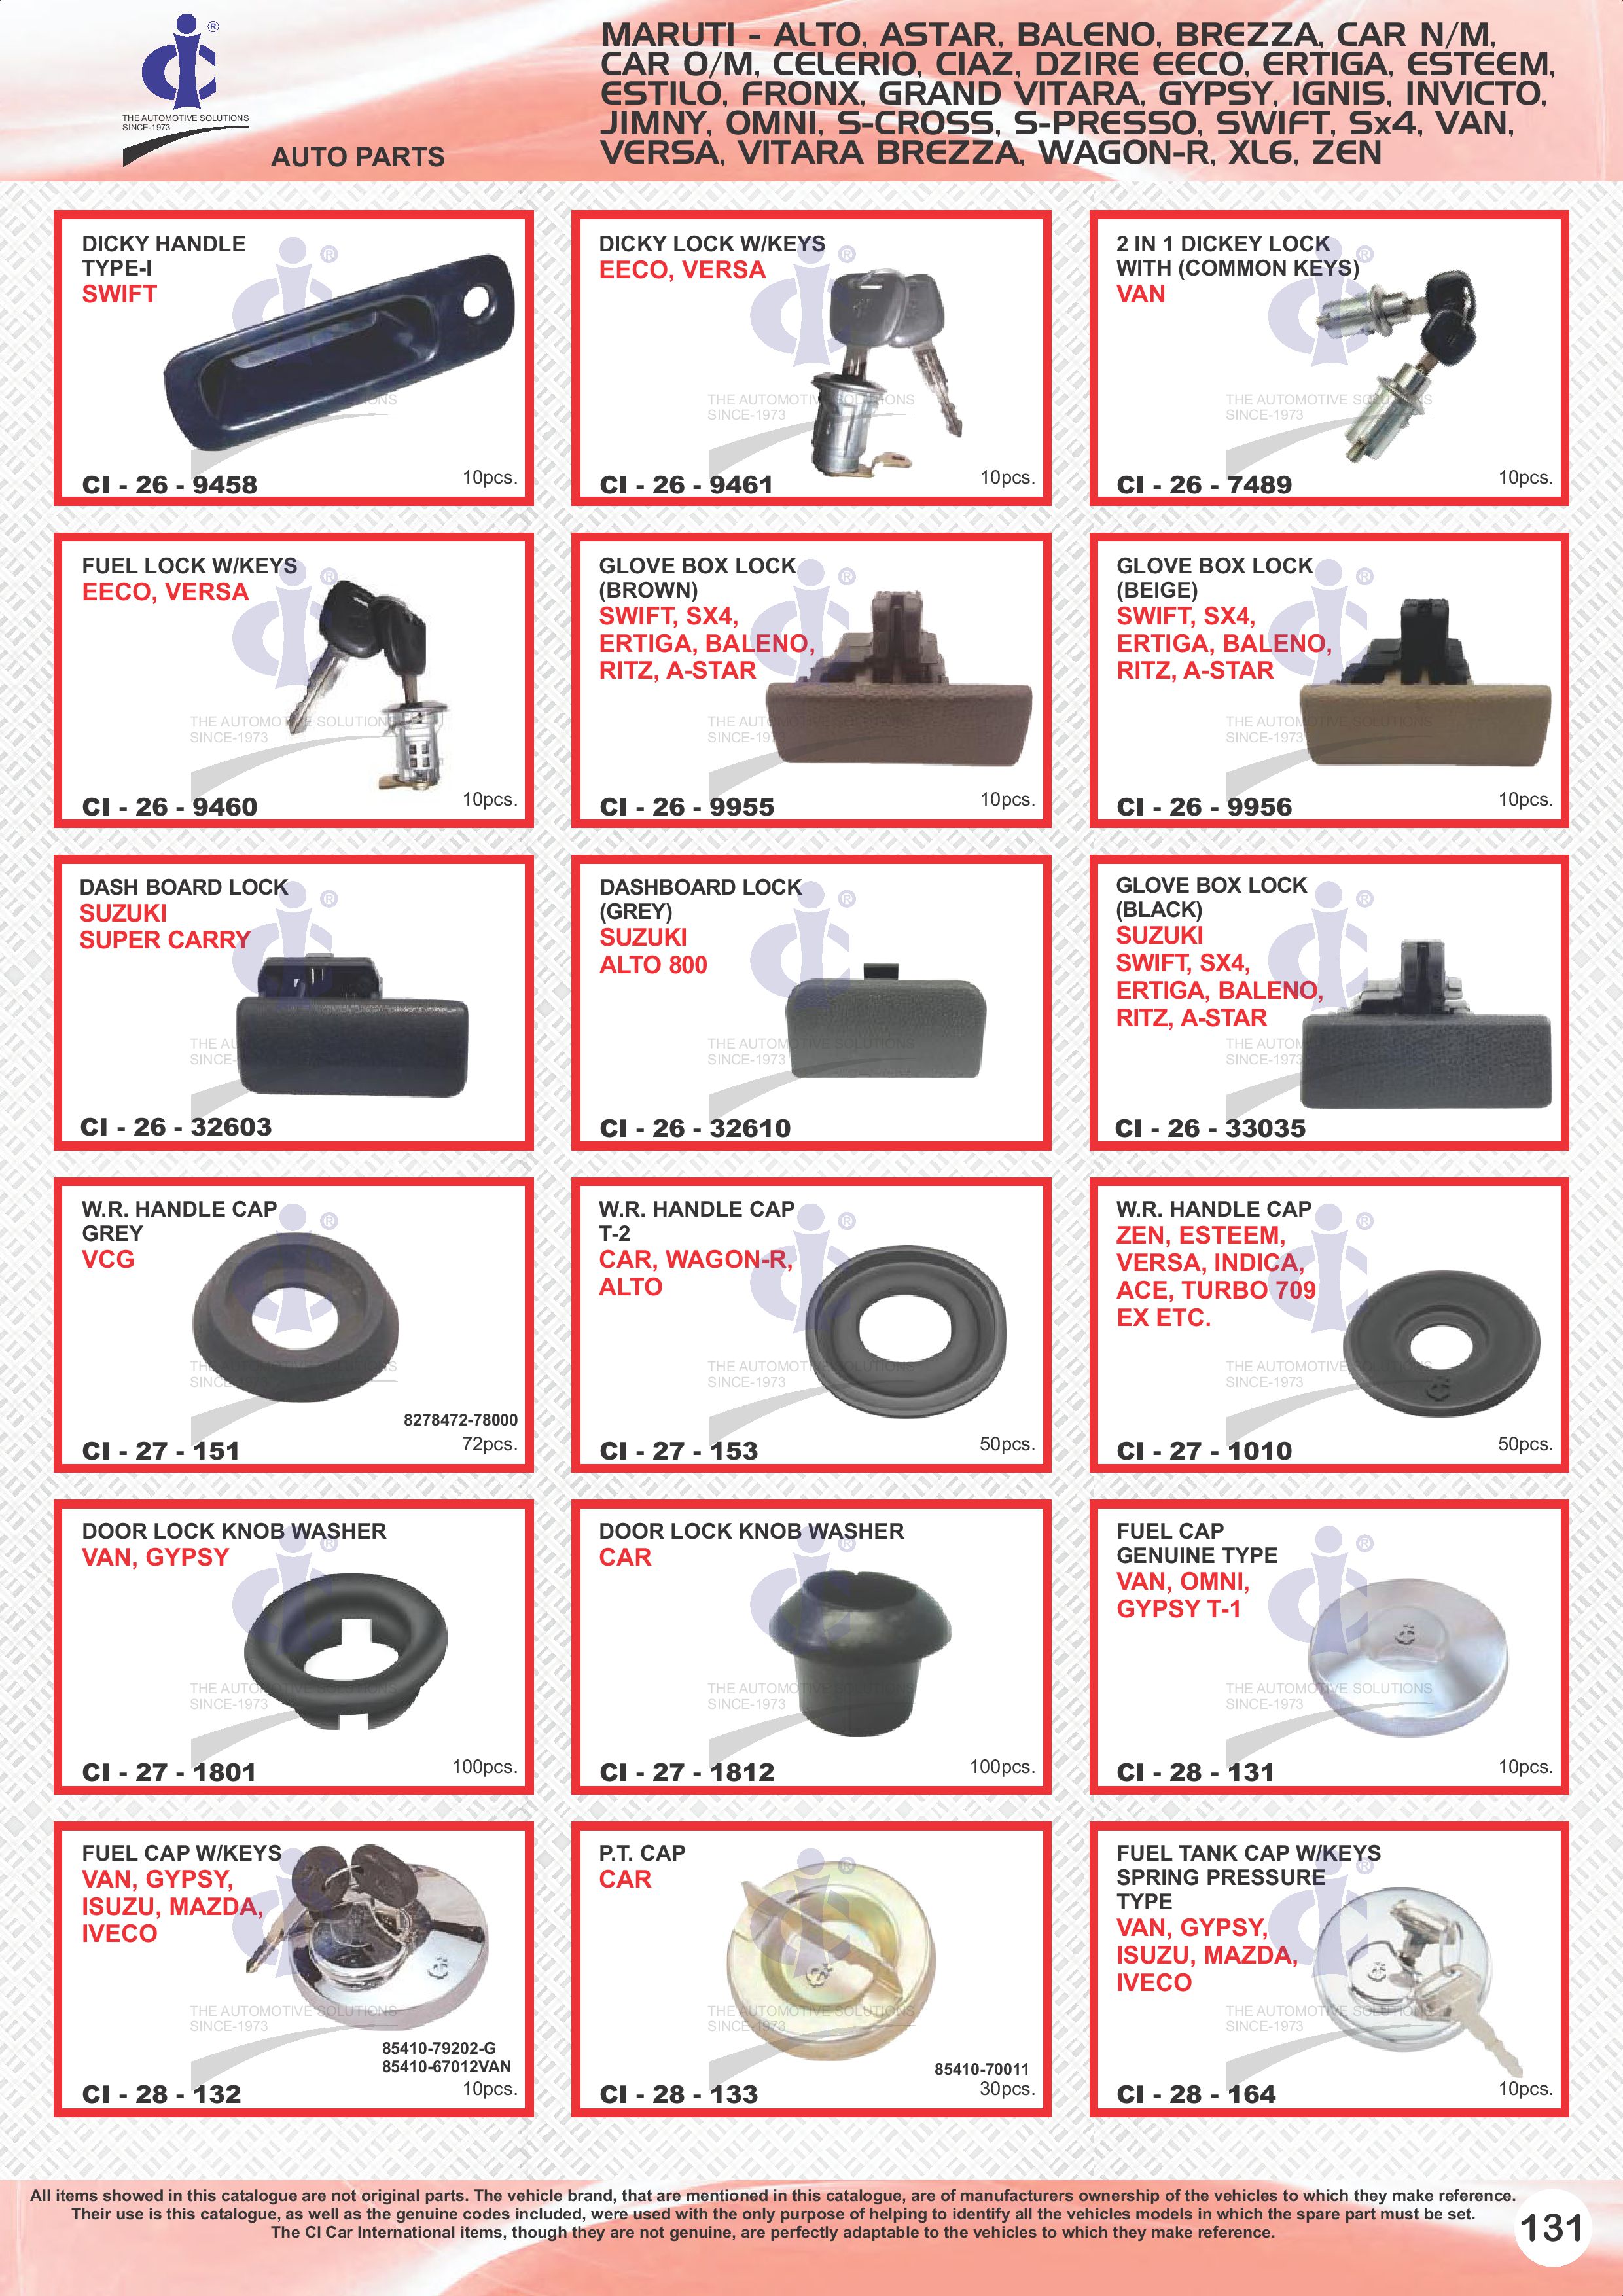 ®
THE AUTOMOTIVE SOLUTIONS
SINCE-1973
AUTO PARTS
MARUTI - ALTO, ASTAR, BALENO, BREZZA, CAR N/M,
CAR O/M, CELERIO, CIAZ, DZIRE EECO, ERTIGA, ESTEEM,
ESTILO, FRONX, GRAND VITARA, GYPSY, IGNIS, INVICTO,
JIMNY, OMNI, S-CROSS, S-PRESSO, SWIFT, Sx4, VAN,
VERSA, VITARA BREZZA, WAGON-R, XL6, ZEN
DICKY HANDLE
TYPE-I
SWIFT
CI - 26 - 9458
10pcs.
DICKY LOCK W/KEYS
EECO, VERSA
CI - 26 - 9461
10pcs.
2 IN 1 DICKEY LOCK
WITH (COMMON KEYS)
VAN
CI - 26 - 7489
10pcs.
FUEL LOCK W/KEYS
EECO, VERSA
CI - 26 - 9460
10pcs.
GLOVE BOX LOCK
(BROWN)
SWIFT, SX4,
ERTIGA, BALENO,
RITZ, A-STAR
CI - 26 - 9955
10pcs.
GLOVE BOX LOCK
(BEIGE)
SWIFT, SX4,
ERTIGA, BALENO,
RITZ, A-STAR
CI - 26 - 9956
10pcs.
DASH BOARD LOCK
SUZUKI
SUPER CARRY
CI - 26 - 32603
DASHBOARD LOCK
(GREY)
SUZUKI
ALTO 800
CI - 26 - 32610
GLOVE BOX LOCK
(BLACK)
SUZUKI
SWIFT, SX4,
ERTIGA, BALENO,
RITZ, A-STAR
CI - 26 - 33035
W.R. HANDLE CAP
GREY
VCG
8278472-78000
CI - 27 - 151
72pcs.
W.R. HANDLE CAP
T-2
CAR, WAGON-R,
ALTO
CI - 27 - 153
50pcs.
W.R. HANDLE CAP
ZEN, ESTEEM,
VERSA, INDICA,
ACE, TURBO 709
EX ETC.
CI - 27 - 1010
50pcs.
DOOR LOCK KNOB WASHER
VAN, GYPSY
CI - 27 - 1801
100pcs.
DOOR LOCK KNOB WASHER
CAR
CI - 27 - 1812
100pcs.
FUEL CAP
GENUINE TYPE
VAN, OMNI,
GYPSY T-1
CI - 28 - 131
10pcs.
FUEL CAP W/KEYS
VAN, GYPSY,
ISUZU, MAZDA,
IVECO
85410-79202-G
85410-67012VAN
CI - 28 - 132
10pcs.
P.T. CAP
CAR
85410-70011
CI - 28 - 133
30pcs.
FUEL TANK CAP W/KEYS
SPRING PRESSURE
TYPE
VAN, GYPSY,
ISUZU, MAZDA,
IVECO
CI - 28 - 164
10pcs.
All items showed in this catalogue are not original parts. The vehicle brand, that are mentioned in this catalogue, are of manufacturers ownership of the vehicles to which they make reference.
Their use is this catalogue, as well as the genuine codes included, were used with the only purpose of helping to identify all the vehicles models in which the spare part must be set.
The CI Car International items, though they are not genuine, are perfectly adaptable to the vehicles to which they make reference.
131